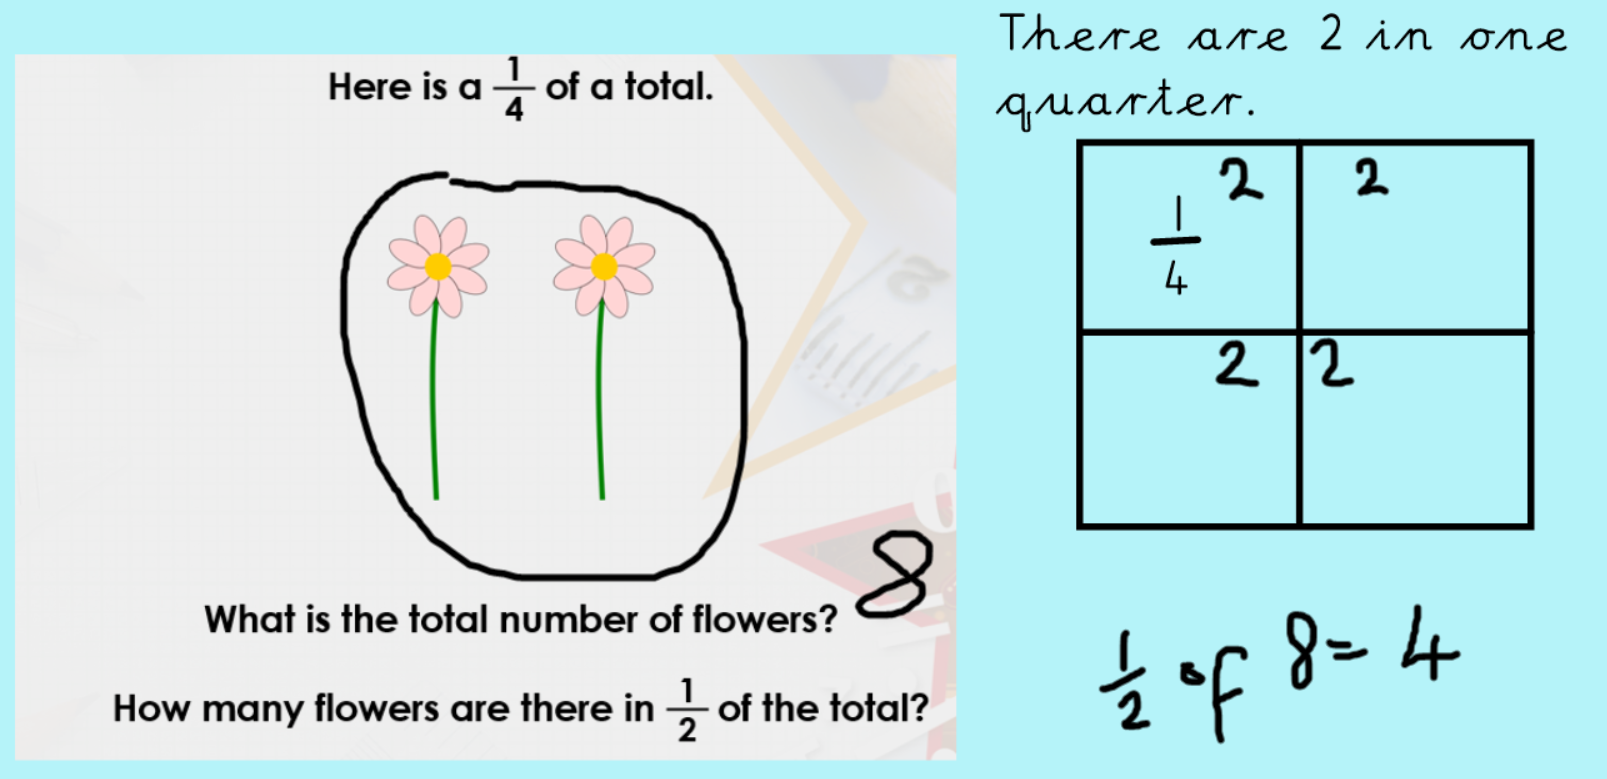 Here is a 1/4 of a total.
What is the total number of flowers? 8
How many flowers are there in 1/2 of the total?
There are 2 in one
quarter.
1/4 2 2
2 2
1/2 of 8 = 4